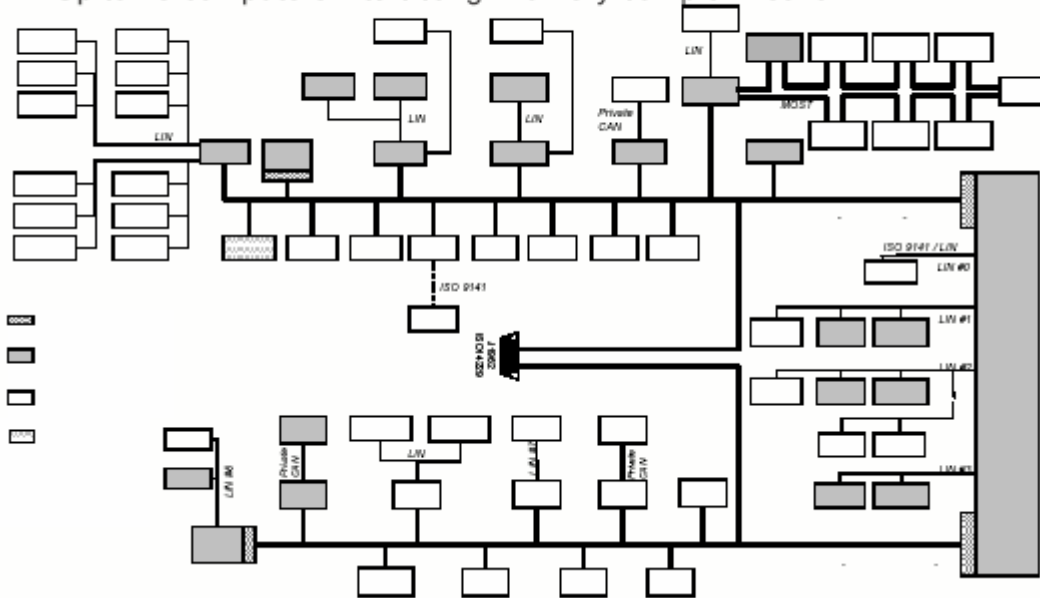 LIN
LIN
LIN
LIN
Private
CAN
MOST
ISO 9141
ISO 9141 / LIN
LIN #0
LIN #1
LIN #2
LIN #3
Private
CAN
LIN
Private
CAN
LIN #6